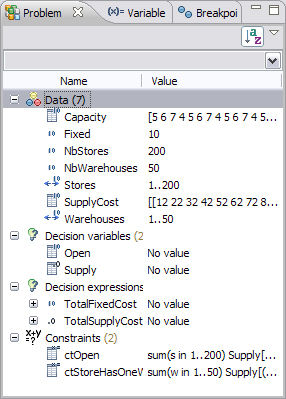 Problem (x)= Variable Breakpoi
Name Value
Data (7)
Capacity [5 6 7 4 5 6 7 4 5 6 7 4 5...
Fixed 10
NbStores 200
NbWarehouses 50
Stores 1..200
SupplyCost [[12 22 32 42 52 62 72 8...
Warehouses 1..50
Decision variables (2
Open No value
Supply No value
Decision expressions
TotalFixedCost No value
TotalSupplyCost No value
Constraints (2)
ctOpen sum(s in 1..200) Supply[...
ctStoreHasOneW sum(w in 1..50) Supply[(...